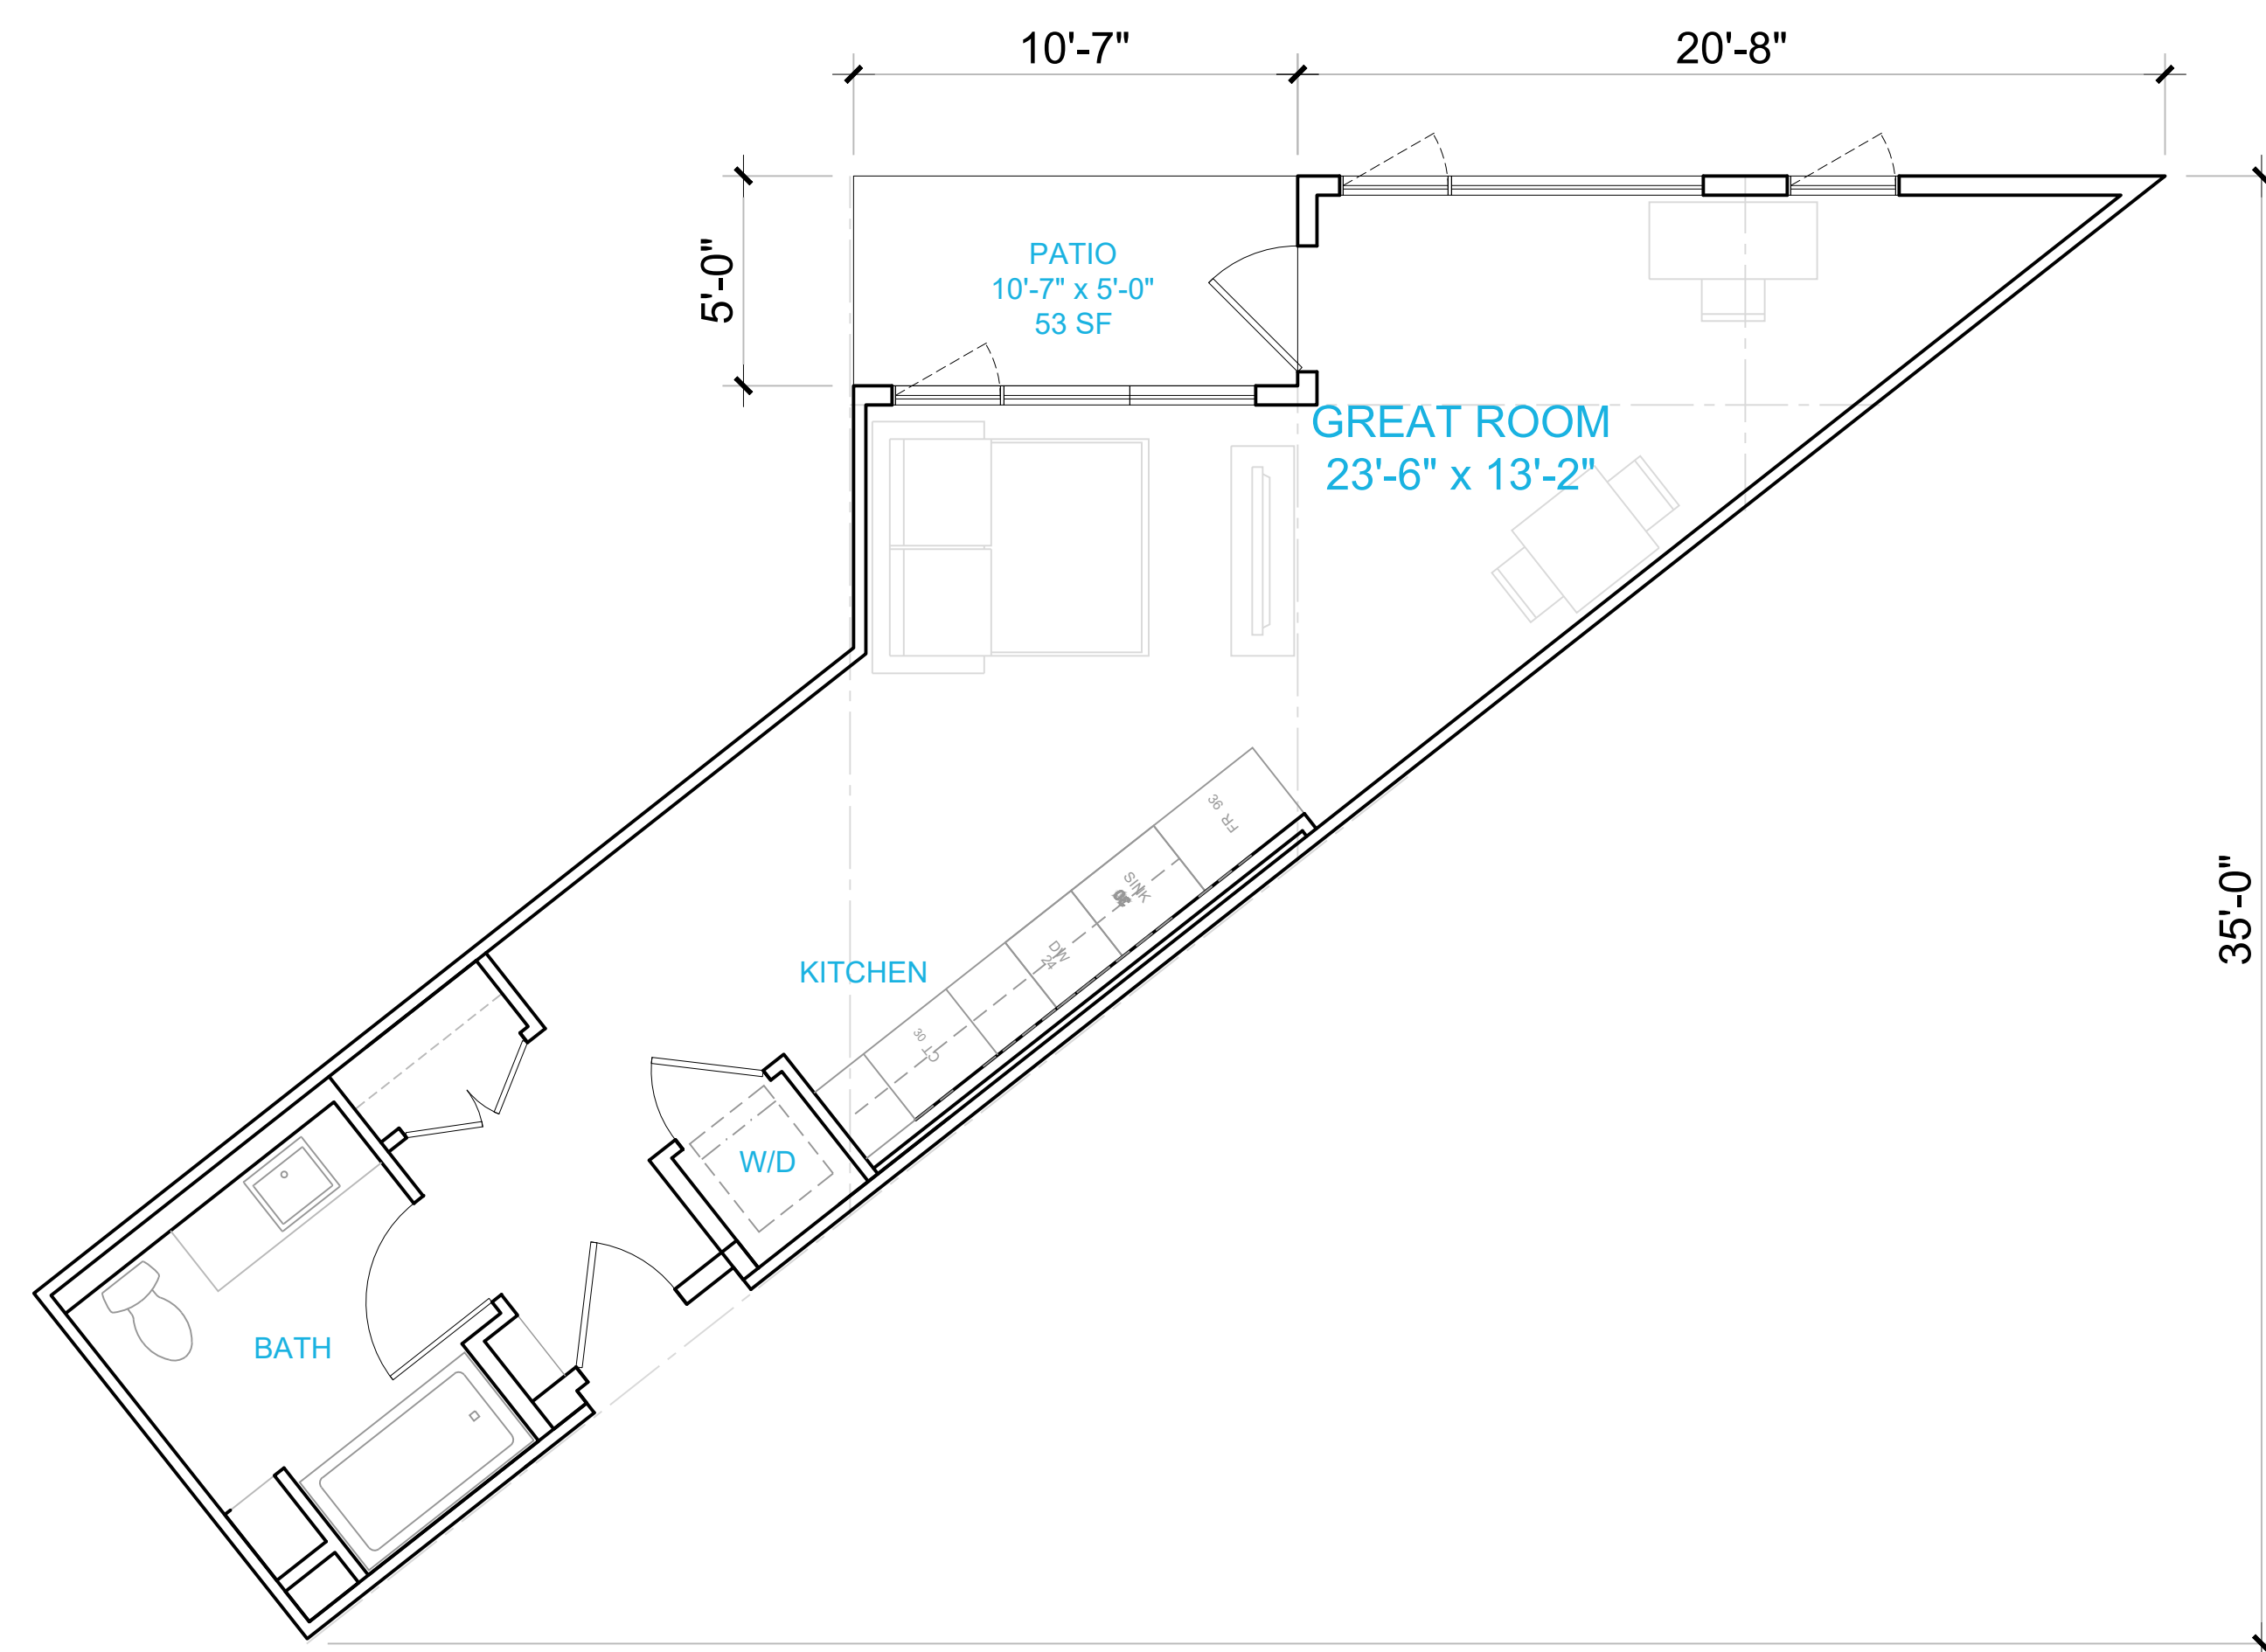 10'-7"
20'-8"
5'-0"
PATIO
10'-7" x 5'-0"
53 SF
GREAT ROOM
23'-6" x 13'-2"
36 FR
SINK
DW
24
30 CT
KITCHEN
35'-0"
W/D
BATH